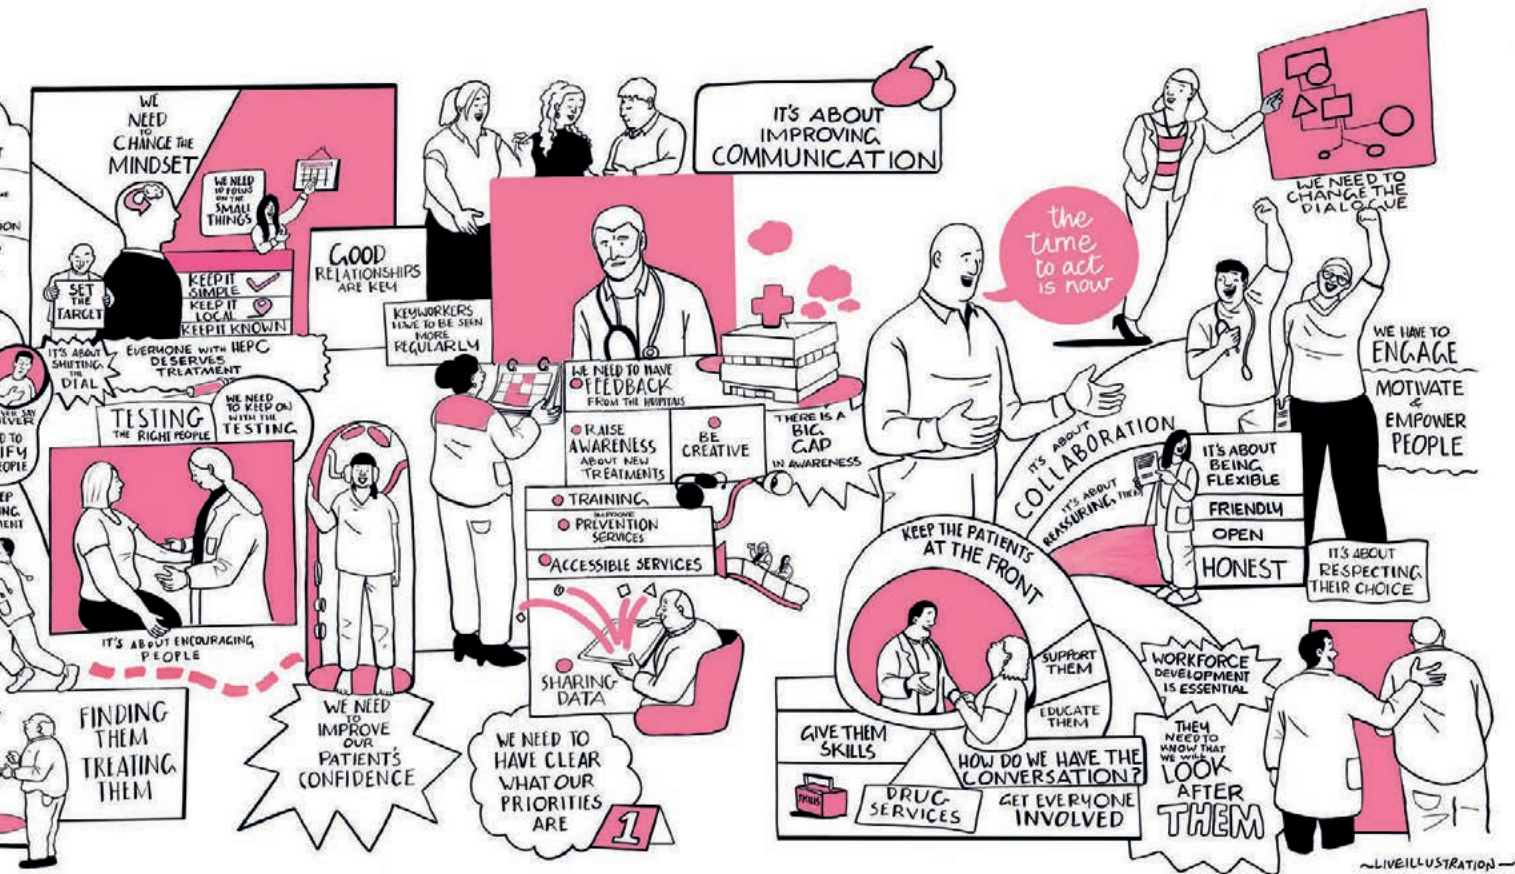 WE
NEED
TO
CHANGE THE
MINDSET
WE NEED
TO FOCUS
ON THE
SMALL
THINGS
SET
THE
TARGET
KEEP IT
SIMPLE
KEEP IT
LOCAL
KEEP IT KNOWN
IT'S ABOUT
SHIFTING
THE
DIAL
EVERYONE WITH HEP C
DESERVES
TREATMENT
TESTING
THE RIGHT PEOPLE
WE NEED
TO KEEP ON
WITH THE
TESTING
IT'S ABOUT ENCOURAGING
PEOPLE
FINDING
THEM
TREATING
THEM
WE NEED
TO
IMPROVE
OUR
PATIENT'S
CONFIDENCE
GOOD
RELATIONSHIPS
ARE KEY
KEYWORKERS
HAVE TO BE SEEN
MORE
REGULARLY
IT'S ABOUT
IMPROVING
COMMUNICATION
WE NEED TO HAVE
FEEDBACK
FROM THE HOSPITALS
RAISE
AWARENESS
ABOUT NEW
TREATMENTS
BE
CREATIVE
THERE IS A
BIG
GAP
IN AWARENESS
TRAINING
IMPROVE
PREVENTION
SERVICES
ACCESSIBLE SERVICES
SHARING
DATA
WE NEED TO
HAVE CLEAR
WHAT OUR
PRIORITIES
ARE
1
the
time
to act
is now
WE NEED TO
CHANGE THE
DIALOGUE
WE HAVE TO
ENGAGE
MOTIVATE
&
EMPOWER
PEOPLE
IT'S ABOUT
COLLABORATION
IT'S ABOUT
REASSURING THEM
IT'S ABOUT
BEING
FLEXIBLE
FRIENDLY
OPEN
HONEST
IT'S ABOUT
RESPECTING
THEIR CHOICE
KEEP THE PATIENTS
AT THE FRONT
SUPPORT
THEM
EDUCATE
THEM
GIVE THEM
SKILLS
SKILLS
HOW DO WE HAVE THE
CONVERSATION?
DRUG
SERVICES
GET EVERYONE
INVOLVED
WORKFORCE
DEVELOPMENT
IS ESSENTIAL
THEY
NEED TO
KNOW THAT
WE WILL
LOOK
AFTER
THEM
~LIVEILLUSTRATION~